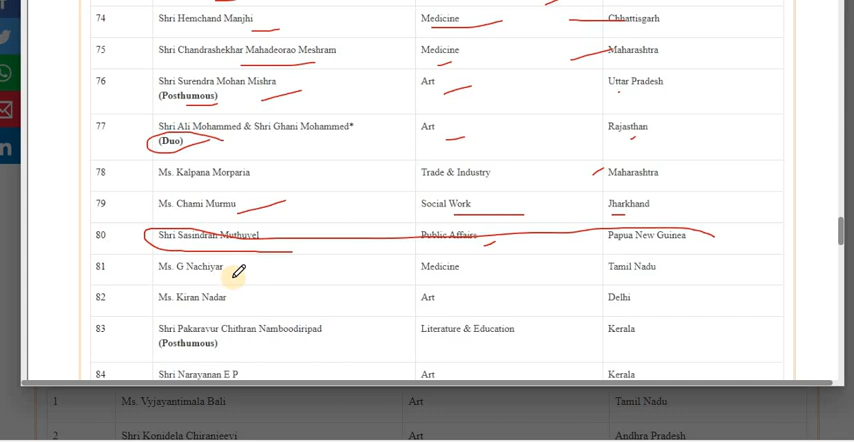 74 Shri Hemchand Manjhi Medicine Chhattisgarh
75 Shri Chandrashekhar Mahadeorao Meshram Medicine Maharashtra
76 Shri Surendra Mohan Mishra Art Uttar Pradesh
(Posthumous)
77 Shri Ali Mohammed & Shri Ghani Mohammed* Art Rajasthan
(Duo)
78 Ms. Kalpana Morparia Trade & Industry Maharashtra
79 Ms. Chami Murmu Social Work Jharkhand
80 Shri Sasindran Muthuvel Public Affairs Papua New Guinea
81 Ms. G Nachiyar Medicine Tamil Nadu
82 Ms. Kiran Nadar Art Delhi
83 Shri Pakaravur Chithran Namboodiripad Literature & Education Kerala
(Posthumous)
84 Shri Narayanan E P Art Kerala
1 Ms. Vyjayantimala Bali Art Tamil Nadu
2 Shri Konidela Chiranjeevi Art Andhra Pradesh